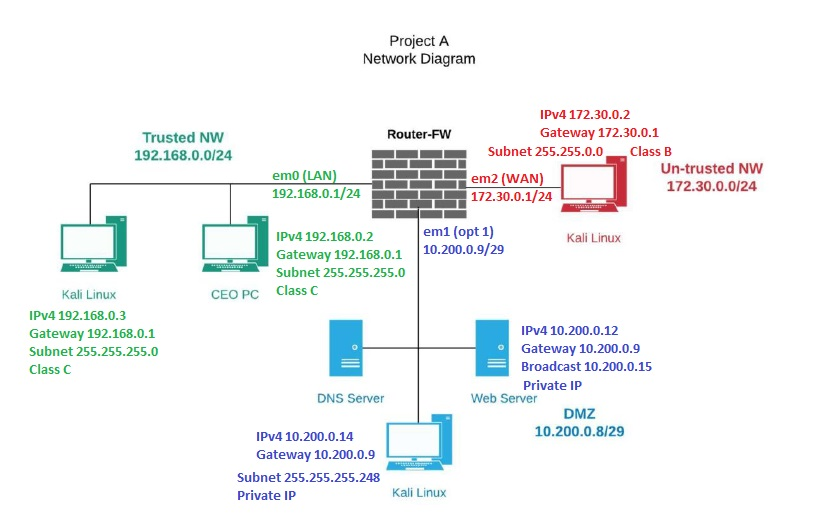 Project A
Network Diagram
Trusted NW
192.168.0.0/24
Router-FW
IPv4 172.30.0.2
Gateway 172.30.0.1
Subnet 255.255.0.0 Class B
Un-trusted NW
172.30.0.0/24
em0 (LAN)
192.168.0.1/24
em2 (WAN)
172.30.0.1/24
Kali Linux
em1 (opt 1)
10.200.0.9/29
IPv4 192.168.0.2
Gateway 192.168.0.1
Subnet 255.255.255.0
Class C
Kali Linux
CEO PC
IPv4 192.168.0.3
Gateway 192.168.0.1
Subnet 255.255.255.0
Class C
IPv4 10.200.0.12
Gateway 10.200.0.9
Broadcast 10.200.0.15
Private IP
DNS Server
Web Server
DMZ
10.200.0.8/29
IPv4 10.200.0.14
Gateway 10.200.0.9
Subnet 255.255.255.248
Private IP
Kali Linux